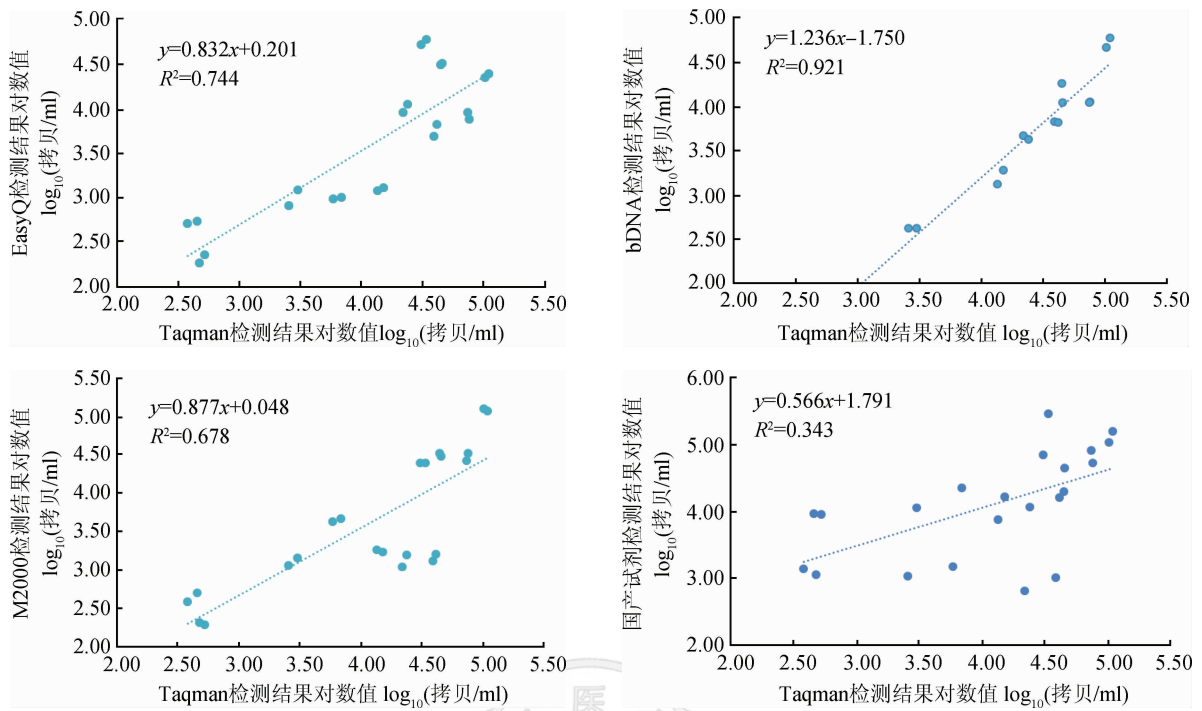 5.00
4.50
4.00
3.50
3.00
2.50
2.00
EasyQ检测结果对数值
log₁₀(拷贝/ml)
y=0.832x+0.201
R²=0.744
2.00 2.50 3.00 3.50 4.00 4.50 5.00 5.50
Taqman检测结果对数值log₁₀(拷贝/ml)
5.00
4.50
4.00
3.50
3.00
2.50
2.00
bDNA检测结果对数值
log₁₀(拷贝/ml)
y=1.236x−1.750
R²=0.921
2.00 2.50 3.00 3.50 4.00 4.50 5.00 5.50
Taqman检测结果对数值 log₁₀(拷贝/ml)
5.50
5.00
4.50
4.00
3.50
3.00
2.50
2.00
M2000检测结果对数值
log₁₀(拷贝/ml)
y=0.877x+0.048
R²=0.678
2.00 2.50 3.00 3.50 4.00 4.50 5.00 5.50
Taqman检测结果对数值 log₁₀(拷贝/ml)
6.00
5.00
4.00
3.00
2.00
国产试剂检测结果对数值
log₁₀(拷贝/ml)
y=0.566x+1.791
R²=0.343
2.00 2.50 3.00 3.50 4.00 4.50 5.00 5.50
Taqman检测结果对数值 log₁₀(拷贝/ml)
医